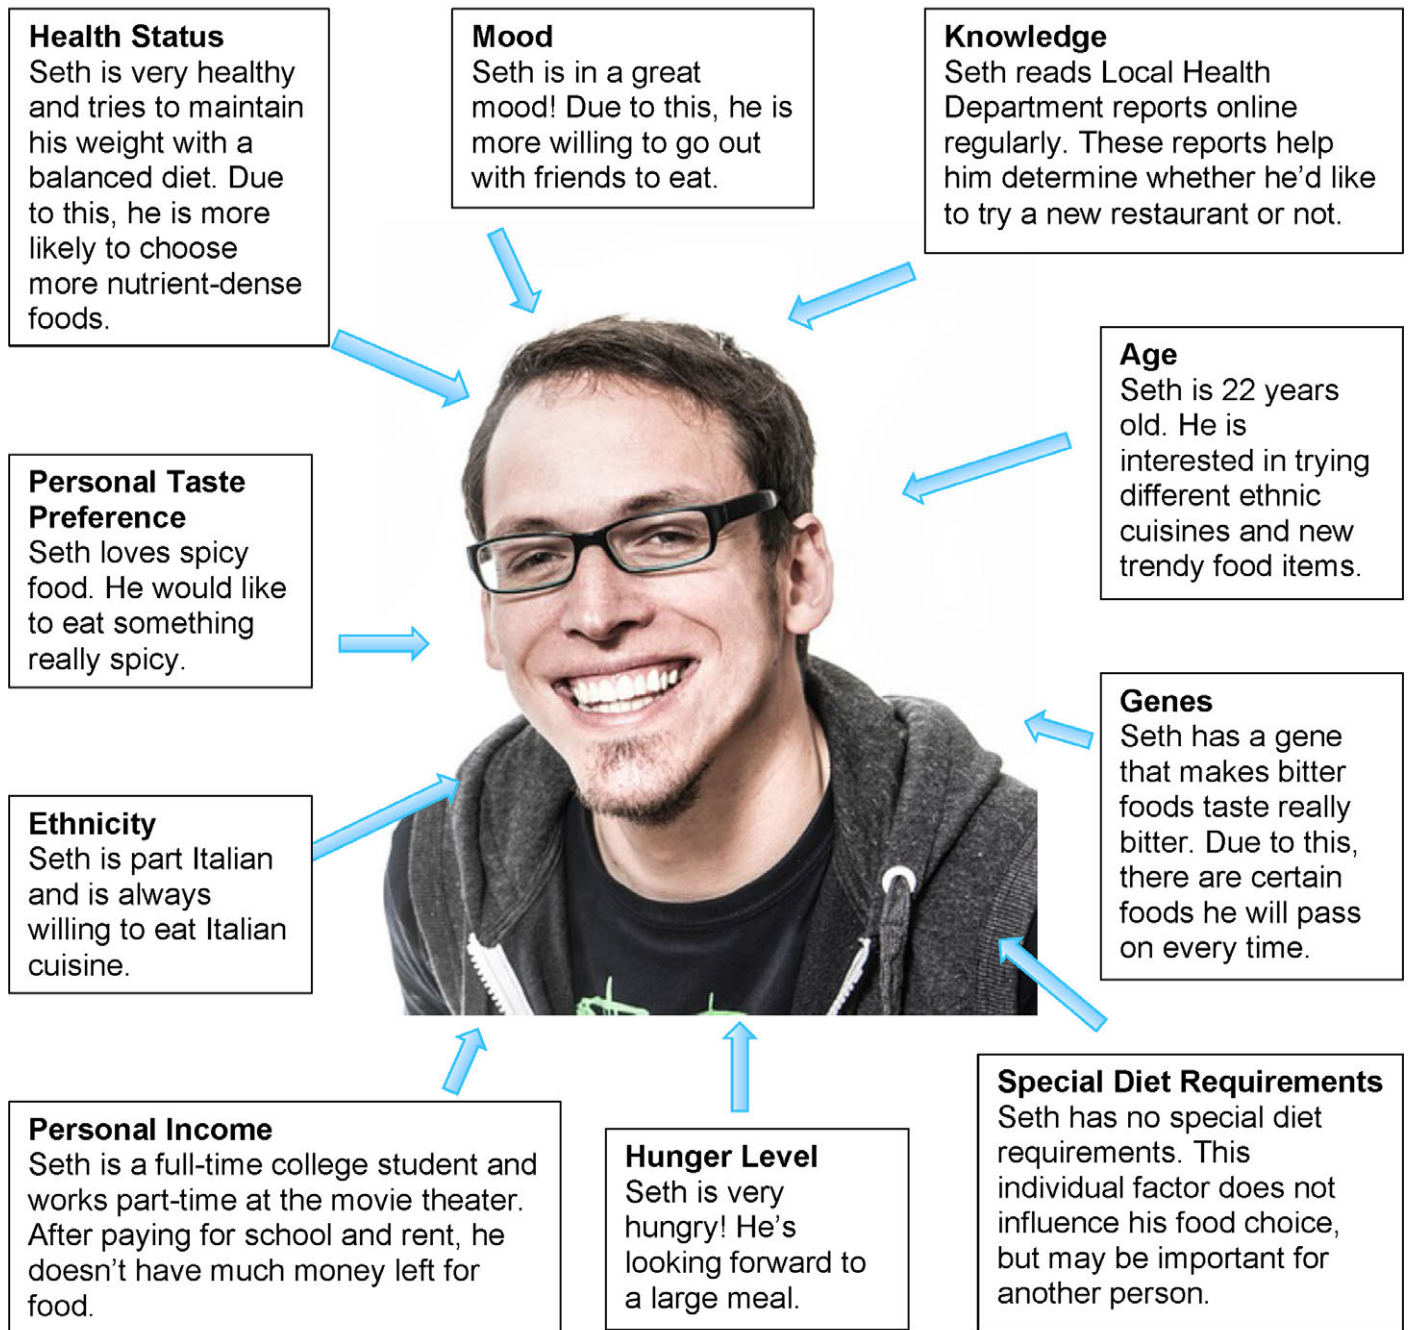 Health Status
Seth is very healthy
and tries to maintain
his weight with a
balanced diet. Due
to this, he is more
likely to choose
more nutrient-dense
foods.
Mood
Seth is in a great
mood! Due to this, he is
more willing to go out
with friends to eat.
Knowledge
Seth reads Local Health
Department reports online
regularly. These reports help
him determine whether he’d like
to try a new restaurant or not.
Age
Seth is 22 years
old. He is
interested in trying
different ethnic
cuisines and new
trendy food items.
Personal Taste
Preference
Seth loves spicy
food. He would like
to eat something
really spicy.
Genes
Seth has a gene
that makes bitter
foods taste really
bitter. Due to this,
there are certain
foods he will pass
on every time.
Ethnicity
Seth is part Italian
and is always
willing to eat Italian
cuisine.
Personal Income
Seth is a full-time college student and
works part-time at the movie theater.
After paying for school and rent, he
doesn’t have much money left for
food.
Hunger Level
Seth is very
hungry! He’s
looking forward to
a large meal.
Special Diet Requirements
Seth has no special diet
requirements. This
individual factor does not
influence his food choice,
but may be important for
another person.